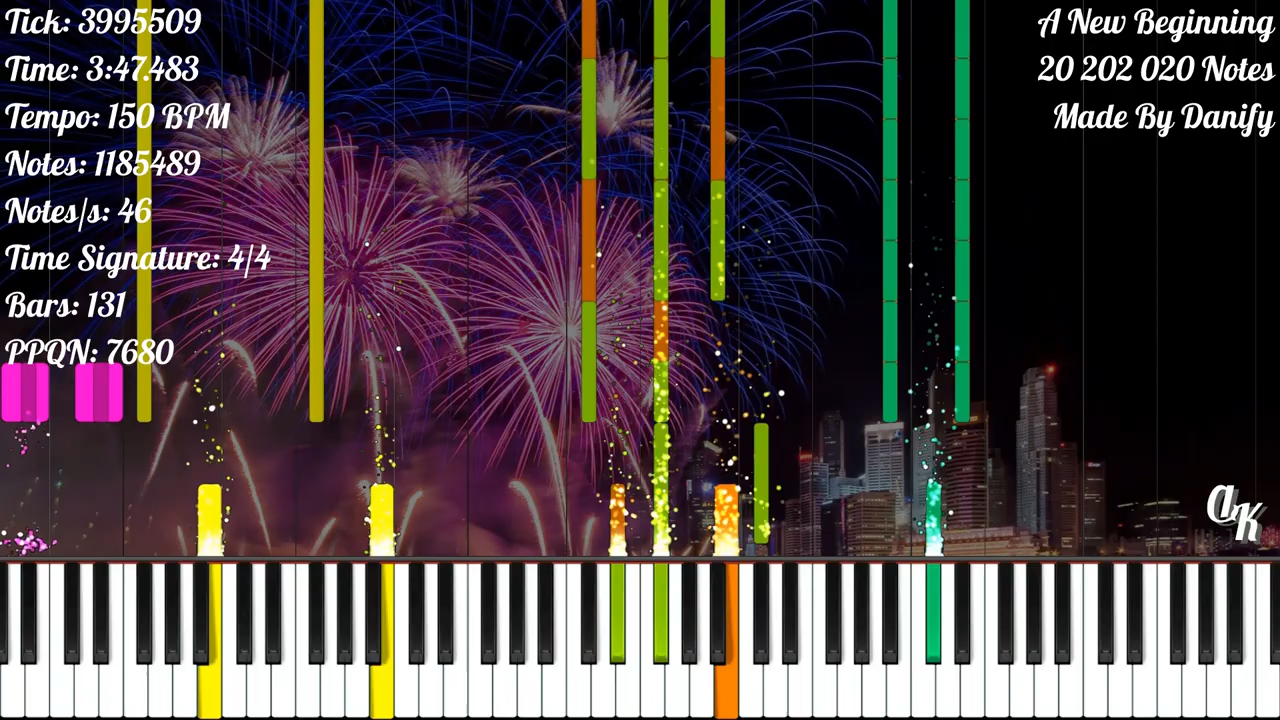 Tick: 3995509
Time: 3:47.483
Tempo: 150 BPM
Notes: 1185489
Notes/s: 46
Time Signature: 4/4
Bars: 131
PPQN: 7680
A New Beginning
20 202 020 Notes
Made By Danify
aK